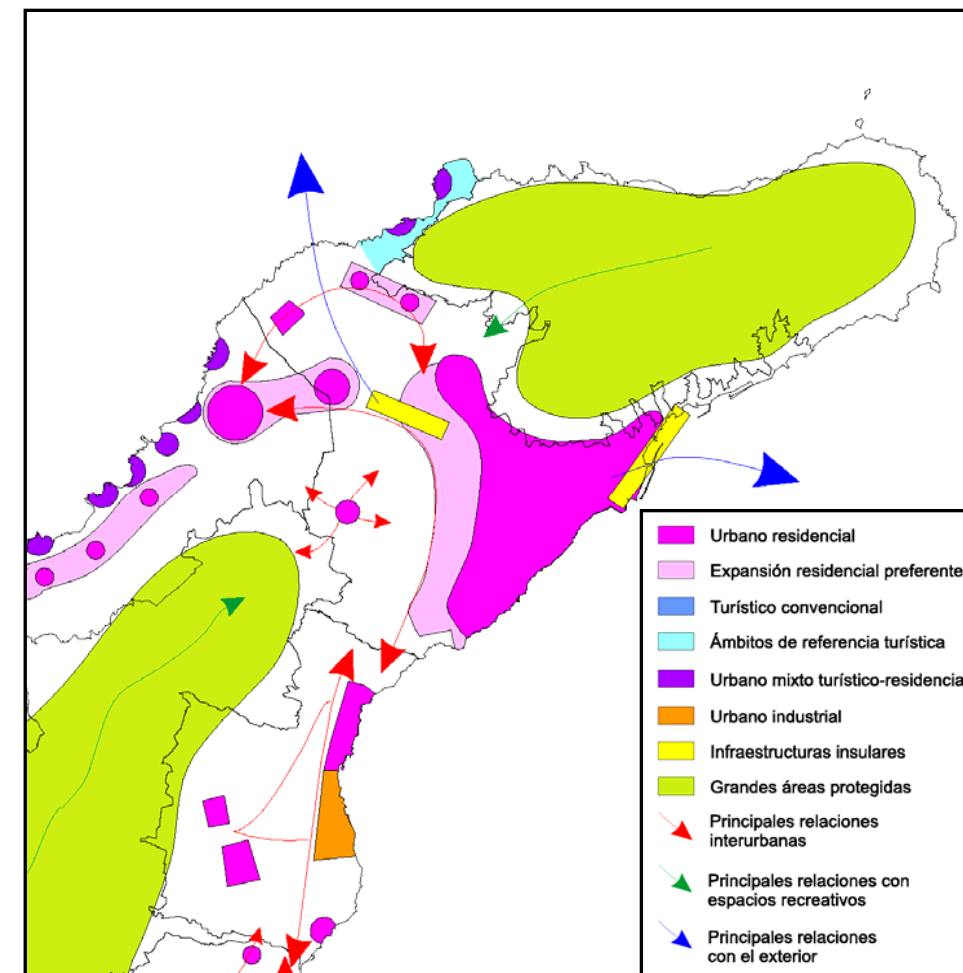 Urbano residencial
Expansión residencial preferente
Turístico convencional
Ámbitos de referencia turística
Urbano mixto turístico-residencia
Urbano industrial
Infraestructuras insulares
Grandes áreas protegidas
Principales relaciones
interurbanas
Principales relaciones con
espacios recreativos
Principales relaciones
con el exterior